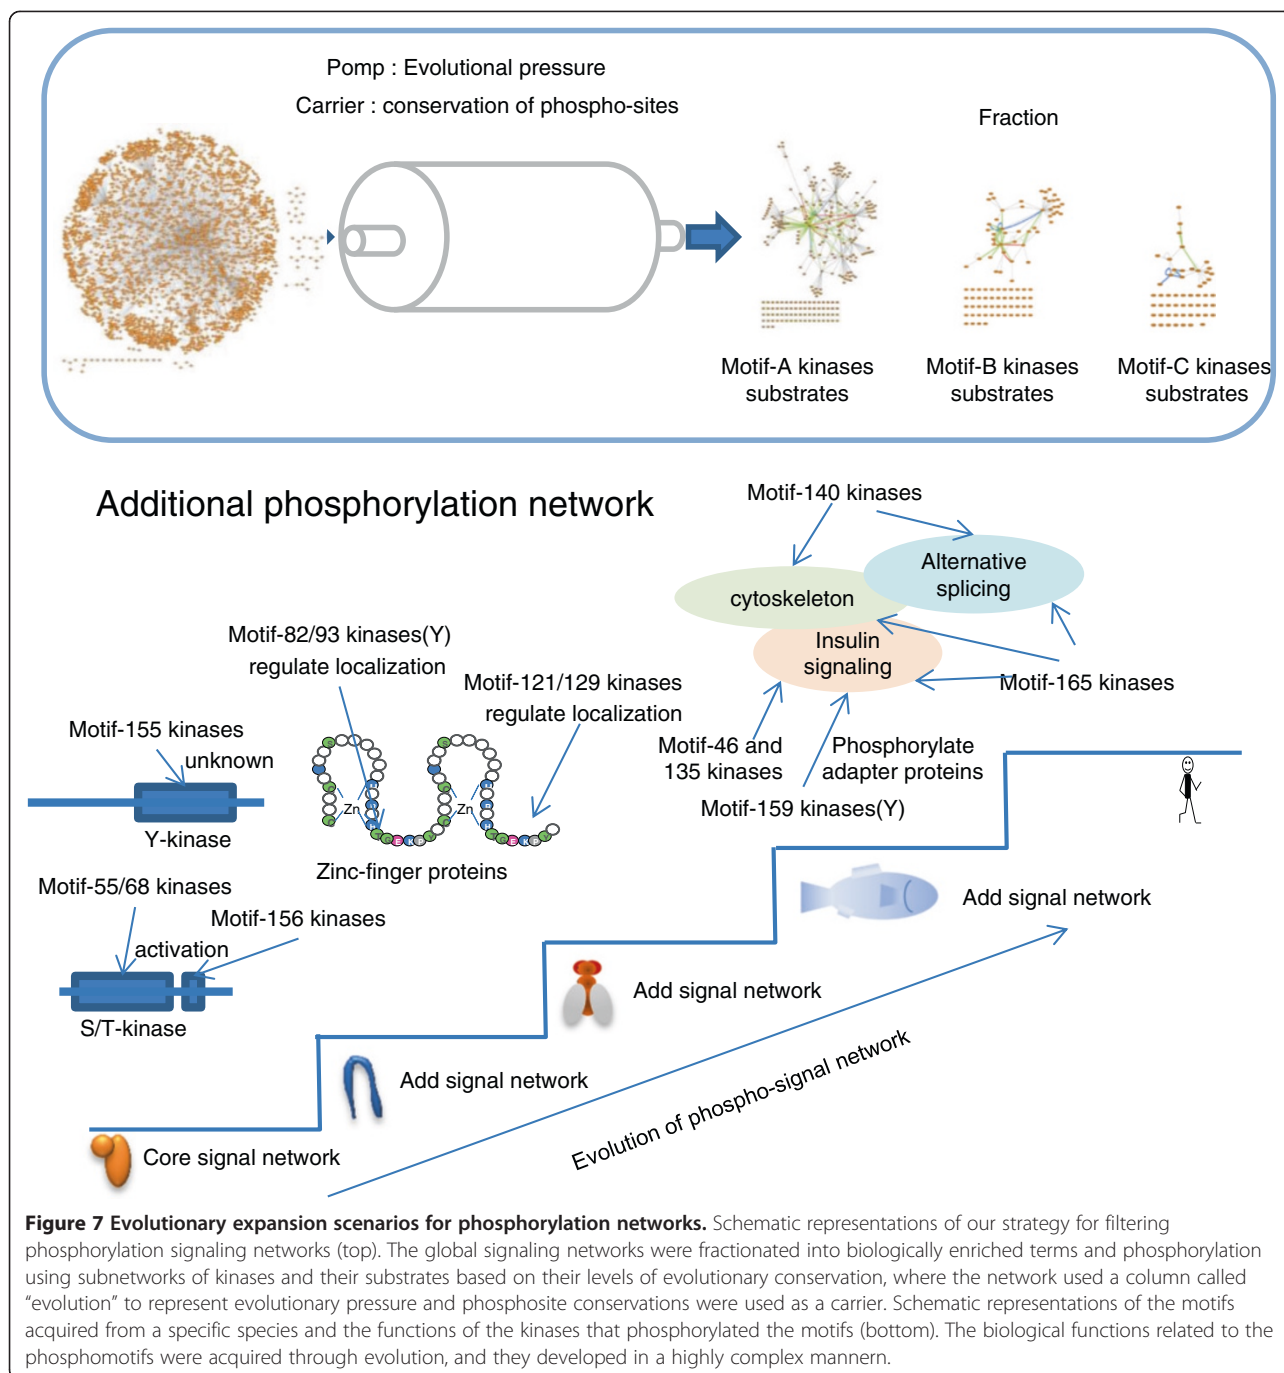 Pomp : Evolutional pressure
Carrier : conservation of phospho-sites
Fraction
Motif-A kinases
substrates
Motif-B kinases
substrates
Motif-C kinases
substrates
Additional phosphorylation network
Motif-140 kinases
Alternative
splicing
cytoskeleton
Insulin
signaling
Motif-165 kinases
Motif-46 and
135 kinases
Phosphorylate
adapter proteins
Motif-159 kinases(Y)
Motif-82/93 kinases(Y)
regulate localization
Motif-121/129 kinases
regulate localization
Zn
Zn
Zinc-finger proteins
Motif-155 kinases
unknown
Y-kinase
Motif-55/68 kinases
Motif-156 kinases
activation
S/T-kinase
Add signal network
Add signal network
Add signal network
Core signal network
Evolution of phospho-signal network
Figure 7 Evolutionary expansion scenarios for phosphorylation networks. Schematic representations of our strategy for filtering
phosphorylation signaling networks (top). The global signaling networks were fractionated into biologically enriched terms and phosphorylation
using subnetworks of kinases and their substrates based on their levels of evolutionary conservation, where the network used a column called
“evolution” to represent evolutionary pressure and phosphosite conservations were used as a carrier. Schematic representations of the motifs
acquired from a specific species and the functions of the kinases that phosphorylated the motifs (bottom). The biological functions related to the
phosphomotifs were acquired through evolution, and they developed in a highly complex mannern.